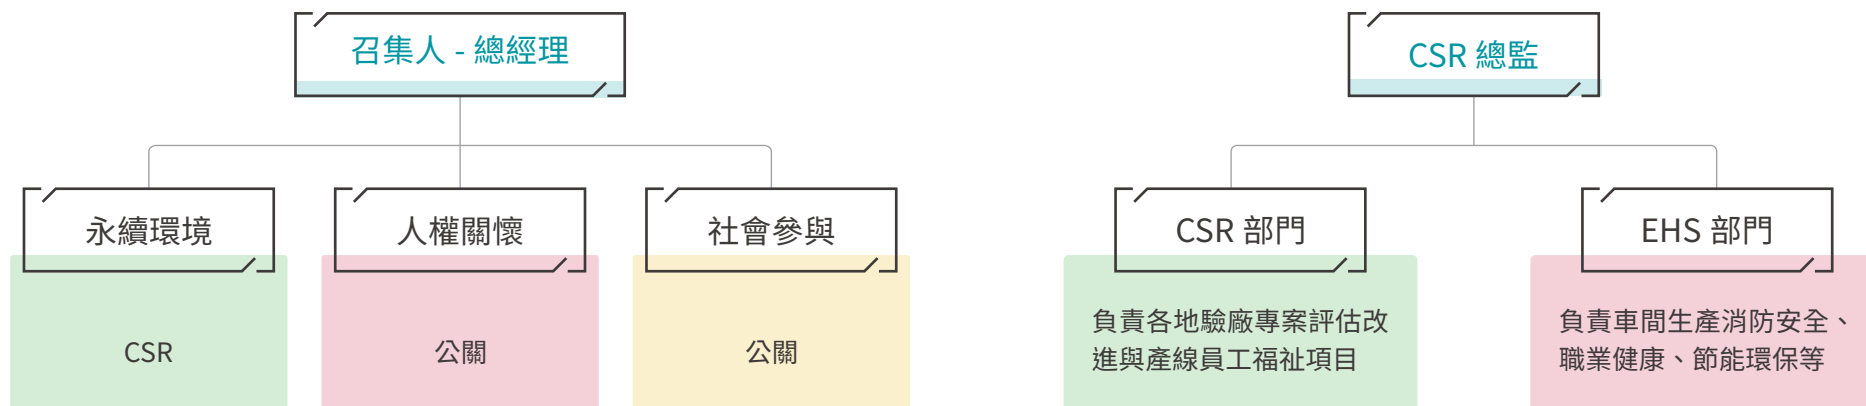 召集人 - 總經理
永續環境
CSR
人權關懷
公關
社會參與
公關
CSR 總監
CSR 部門
負責各地驗廠專案評估改
進與產線員工福祉項目
EHS 部門
負責車間生產消防安全、
職業健康、節能環保等